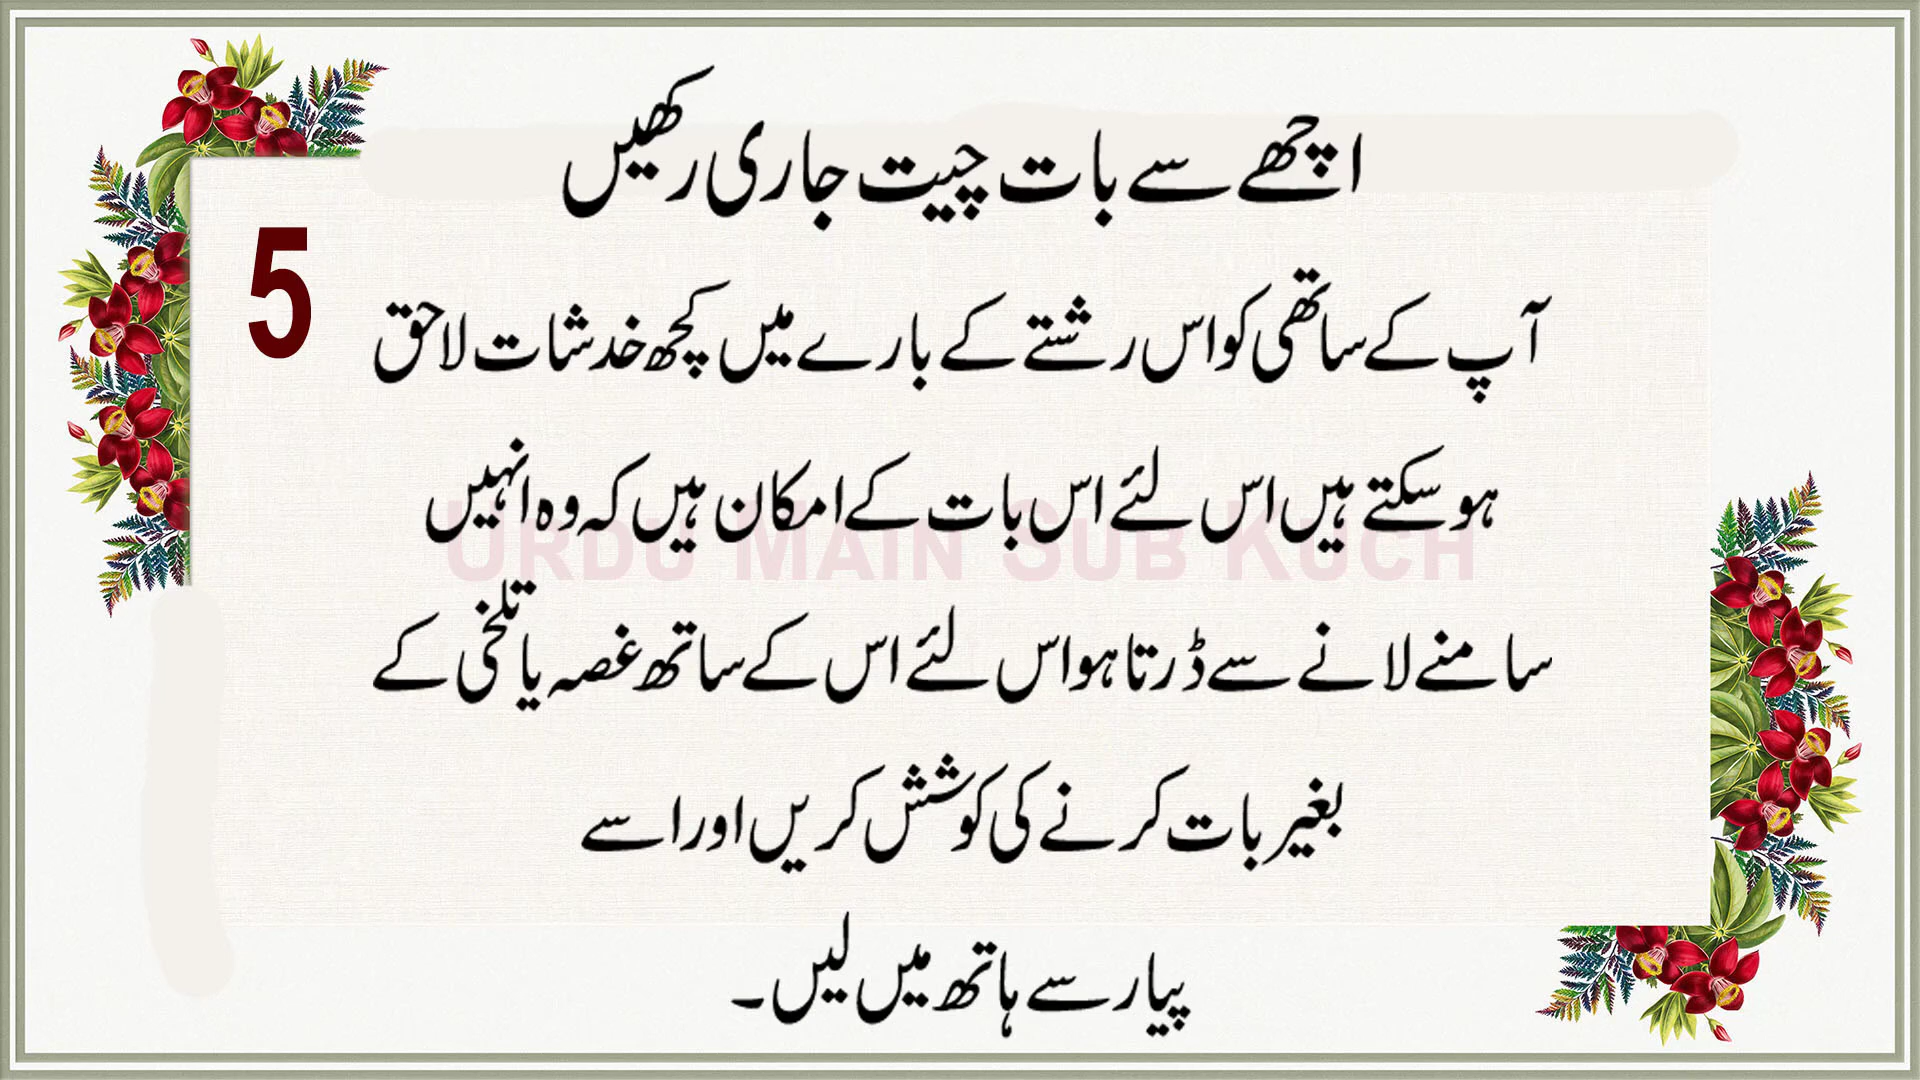 اچھے سے بات چیت جاری رکھیں
5
آپ کے ساتھی کو اس رشتے کے بارے میں کچھ خدشات لاحق
ہو سکتے ہیں اس لئے اس بات کے امکان ہیں کہ وہ انہیں
URDU MAIN SUB KUCH
سامنے لانے سے ڈرتا ہو اس لئے اس کے ساتھ غصہ یا تلخی کے
بغیر بات کرنے کی کوشش کریں اور اسے
پیار سے ہاتھ میں لیں۔